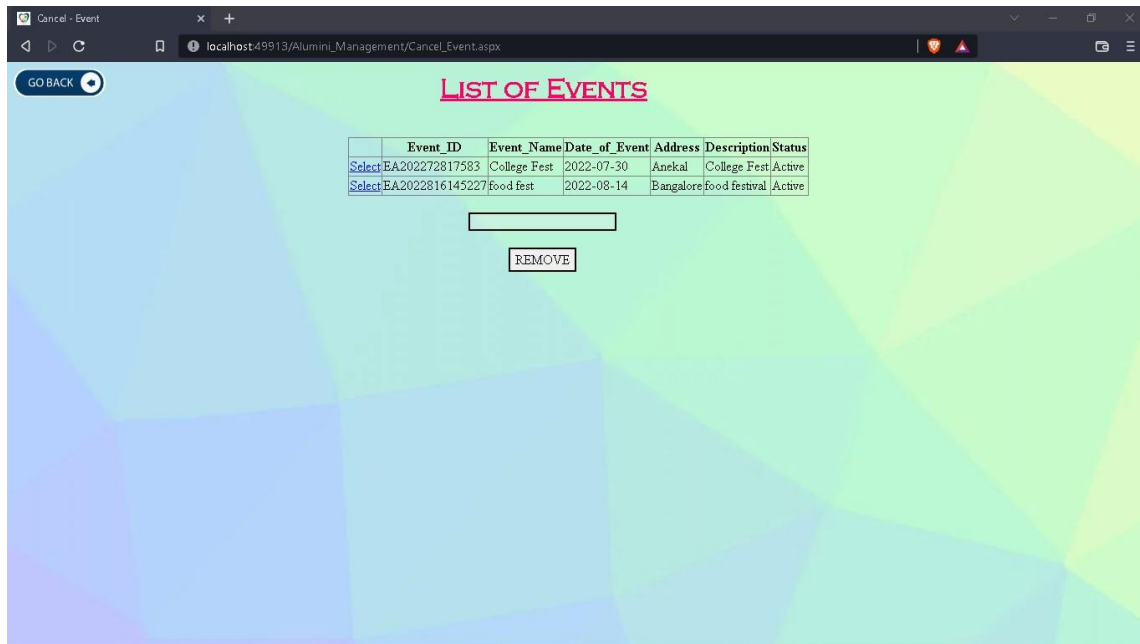 Cancel - Event
localhost:49913/Alumini_Management/Cancel_Event.aspx
GO BACK
LIST OF EVENTS
Event_ID Event_Name Date_of_Event Address Description Status
Select EA202272817583 College Fest 2022-07-30 Anekal College Fest Active
Select EA2022816145227 food fest 2022-08-14 Bangalore food festival Active
REMOVE